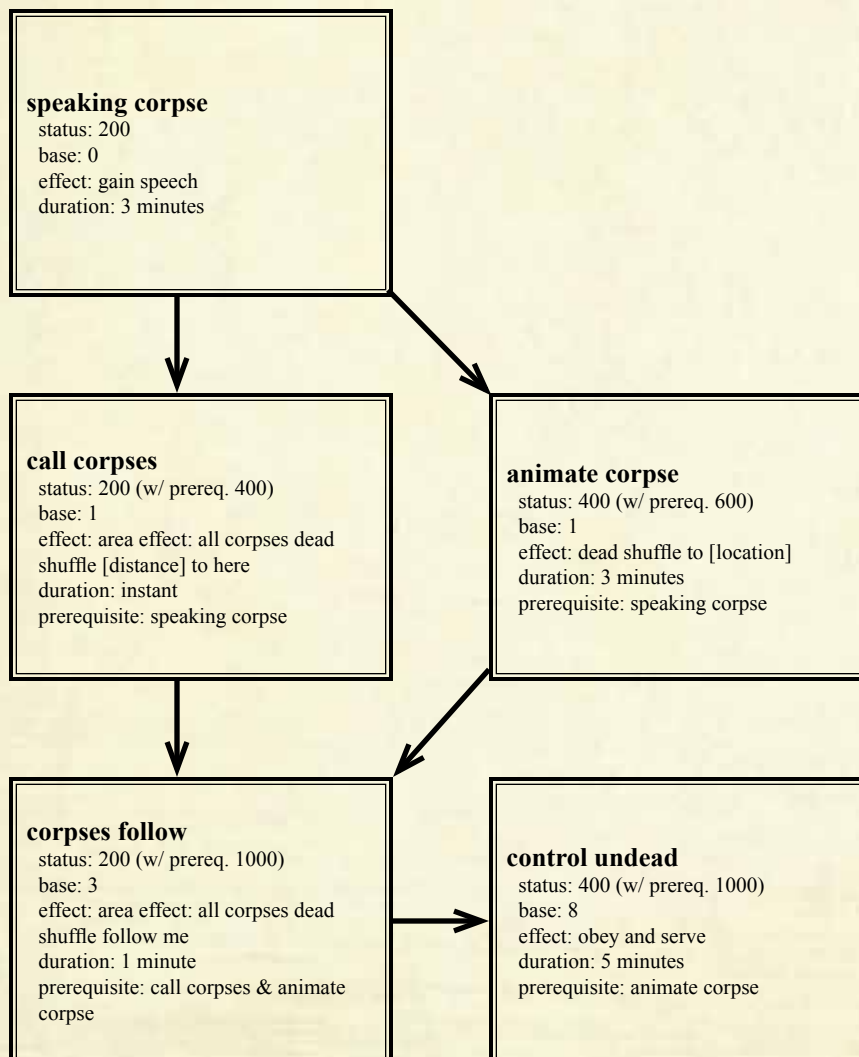 speaking corpse
status: 200
base: 0
effect: gain speech
duration: 3 minutes
call corpses
status: 200 (w/ prereq. 400)
base: 1
effect: area effect: all corpses dead
shuffle [distance] to here
duration: instant
prerequisite: speaking corpse
animate corpse
status: 400 (w/ prereq. 600)
base: 1
effect: dead shuffle to [location]
duration: 3 minutes
prerequisite: speaking corpse
corpses follow
status: 200 (w/ prereq. 1000)
base: 3
effect: area effect: all corpses dead
shuffle follow me
duration: 1 minute
prerequisite: call corpses & animate
corpse
control undead
status: 400 (w/ prereq. 1000)
base: 8
effect: obey and serve
duration: 5 minutes
prerequisite: animate corpse